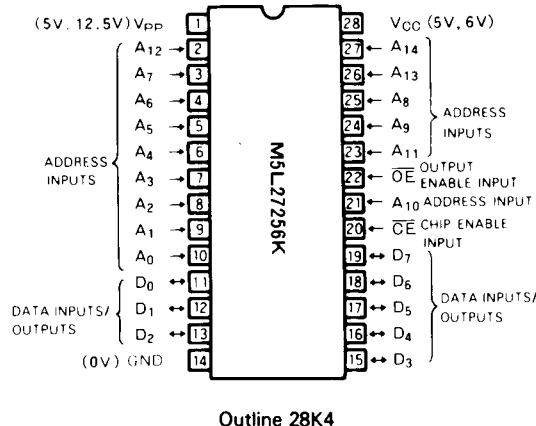 (5V, 12.5V) VPP 1
A12 → 2
A7 → 3
A6 → 4
A5 → 5
A4 → 6
A3 → 7
A2 → 8
A1 → 9
A0 → 10
D0 ↔ 11
D1 ↔ 12
D2 ↔ 13
(0V) GND 14
ADDRESS
INPUTS
DATA INPUTS/
OUTPUTS
M5L27256K
28 VCC (5V, 6V)
27 ← A14
26 ← A13
25 ← A8
24 ← A9
23 ← A11
22 ← O̅E̅ OUTPUT
ENABLE INPUT
21 ← A10 ADDRESS INPUT
20 ← C̅E̅ CHIP ENABLE
INPUT
19 ↔ D7
18 ↔ D6
17 ↔ D5
16 ↔ D4
15 ↔ D3
ADDRESS
INPUTS
DATA INPUTS/
OUTPUTS
Outline 28K4